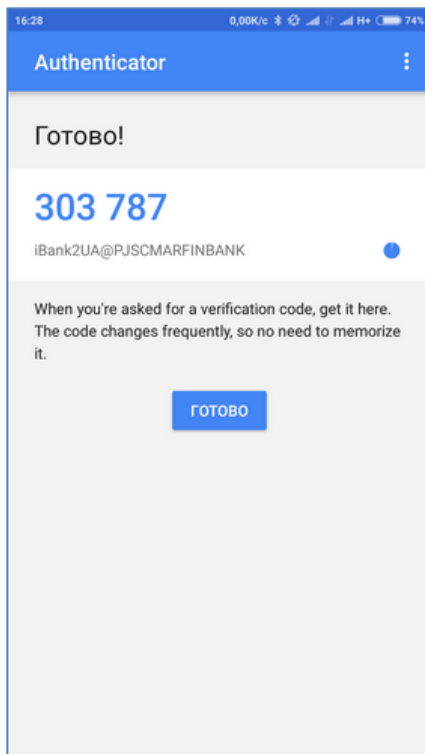 16:28 0,00K/c H+ 74%
Authenticator
Готово!
303 787
iBank2UA@PJSCMARFINBANK
When you're asked for a verification code, get it here.
The code changes frequently, so no need to memorize
it.
ГОТОВО